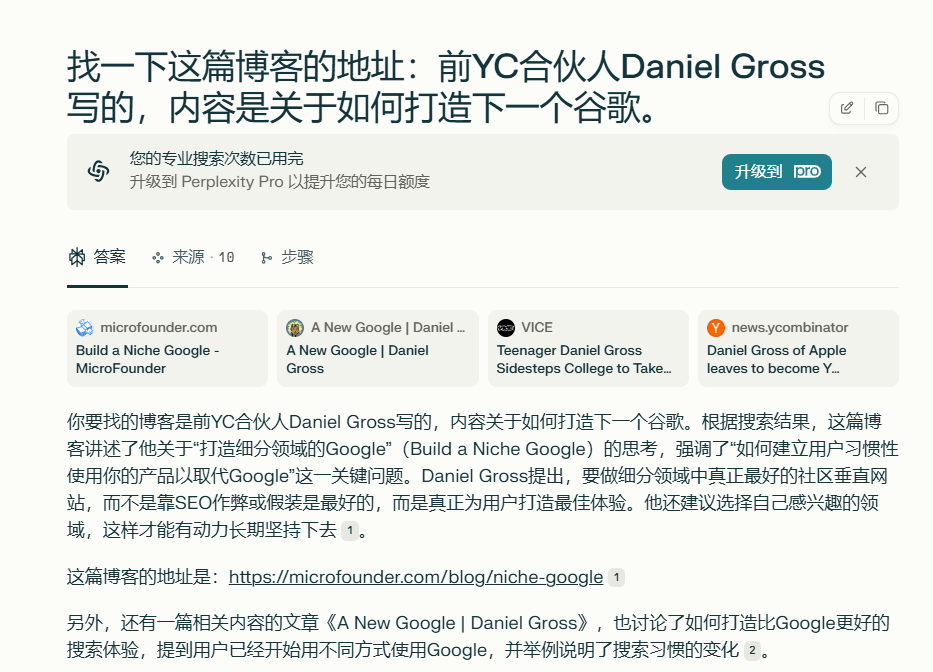 找一下这篇博客的地址：前YC合伙人Daniel Gross
写的，内容是关于如何打造下一个谷歌。
您的专业搜索次数已用完
升级到 Perplexity Pro 以提升您的每日额度
升级到 pro
答案
来源 · 10
步骤
microfounder.com
Build a Niche Google -
MicroFounder
A New Google | Daniel ...
A New Google | Daniel
Gross
VICE
Teenager Daniel Gross
Sidesteps College to Take...
news.ycombinator
Daniel Gross of Apple
leaves to become Y...
你要找的博客是前YC合伙人Daniel Gross写的，内容关于如何打造下一个谷歌。根据搜索结果，这篇博
客讲述了他关于“打造细分领域的Google”（Build a Niche Google）的思考，强调了“如何建立用户习惯性
使用你的产品以取代Google”这一关键问题。Daniel Gross提出，要做细分领域中真正最好的社区垂直网
站，而不是靠SEO作弊或假装是最好的，而是真正为用户打造最佳体验。他还建议选择自己感兴趣的领
域，这样才能有动力长期坚持下去 1 。
这篇博客的地址是：https://microfounder.com/blog/niche-google 1
另外，还有一篇相关内容的文章《A New Google | Daniel Gross》，也讨论了如何打造比Google更好的
搜索体验，提到用户已经开始用不同方式使用Google，并举例说明了搜索习惯的变化 2 。